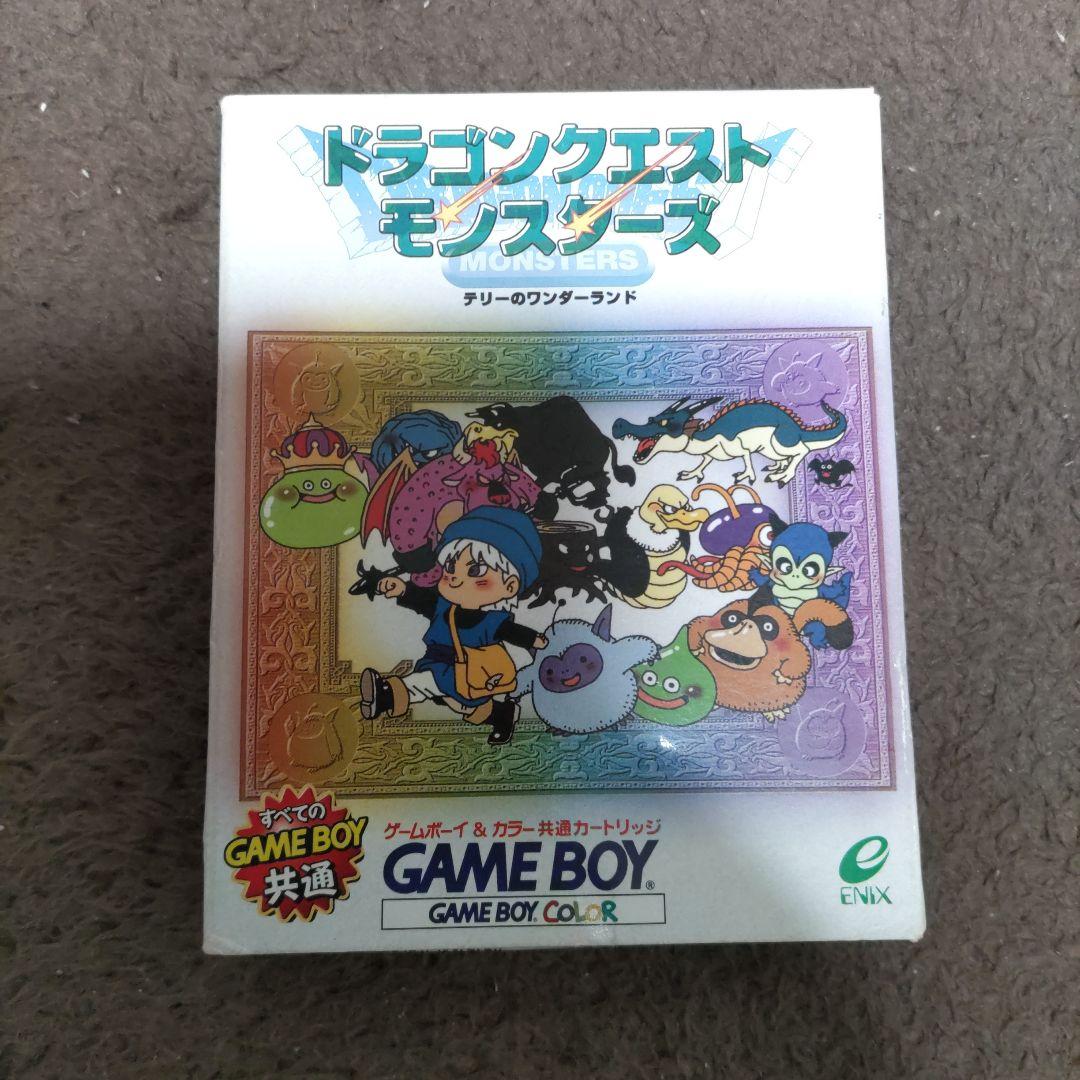 ドラゴンクエスト
モンスターズ
MONSTERS
テリーのワンダーランド
すべての
GAME BOY
共通
ゲームボーイ & カラー 共通カートリッジ
GAME BOY®
GAME BOY COLOR
e
ENIX